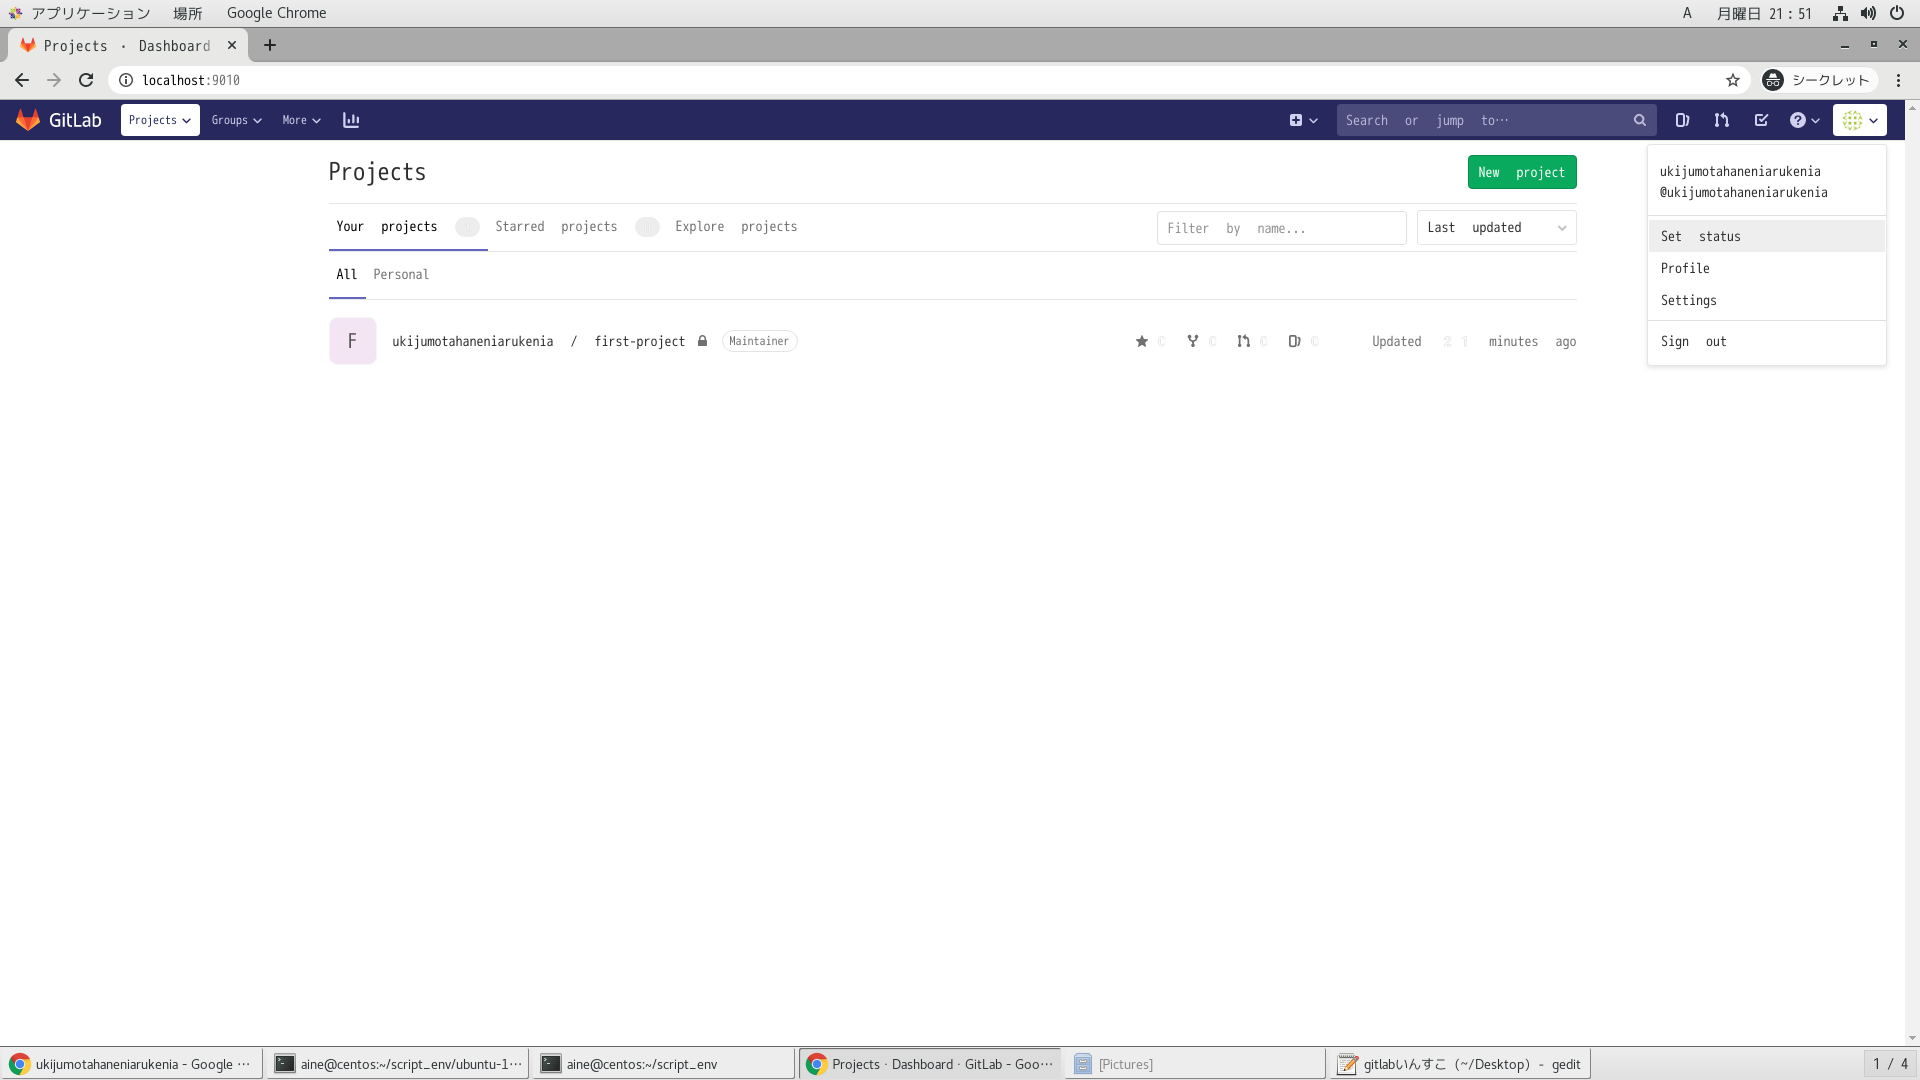 アプリケーション 場所 Google Chrome A 月曜日 21：51
Projects · Dashboard
localhost:9010 シークレット
GitLab Projects Groups More Search or jump to…
ukijumotahaneniarukenia
@ukijumotahaneniarukenia
Set status
Profile
Settings
Sign out
Projects New project
Your projects Starred projects Explore projects Filter by name... Last updated
All Personal
F ukijumotahaneniarukenia / first-project Maintainer 0 0 0 0 Updated 21 minutes ago
ukijumotahaneniarukenia - Google … aine@centos:~/script_env/ubuntu-1… aine@centos:~/script_env Projects · Dashboard · GitLab - Goo… [Pictures] gitlabいんすこ (~/Desktop) - gedit 1 / 4